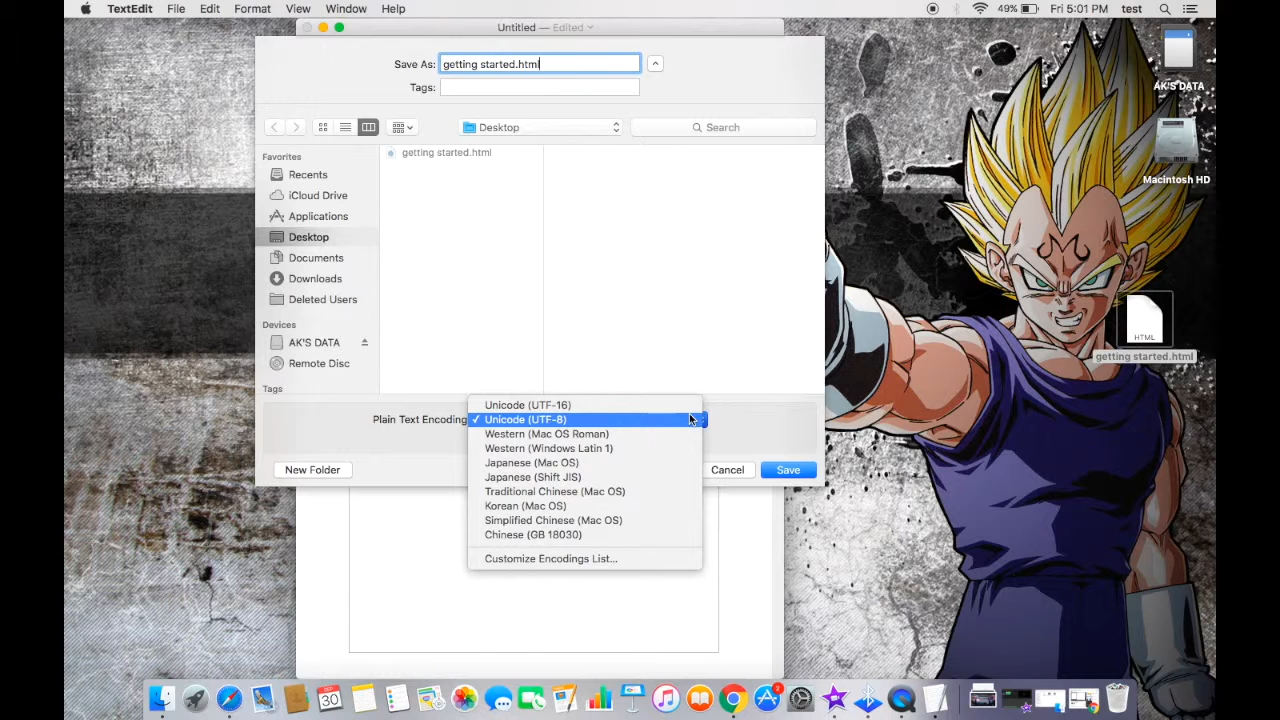 TextEdit File Edit Format View Window Help 49% Fri 5:01 PM test
Untitled — Edited
Save As: getting started.html
Tags:
Desktop Search
Favorites
Recents
iCloud Drive
Applications
Desktop
Documents
Downloads
Deleted Users
Devices
AK'S DATA
Remote Disc
Tags
getting started.html
Plain Text Encoding
Unicode (UTF-16)
✓ Unicode (UTF-8)
Western (Mac OS Roman)
Western (Windows Latin 1)
Japanese (Mac OS)
Japanese (Shift JIS)
Traditional Chinese (Mac OS)
Korean (Mac OS)
Simplified Chinese (Mac OS)
Chinese (GB 18030)
Customize Encodings List...
New Folder Cancel Save
AK'S DATA
Macintosh HD
HTML
getting started.html
30